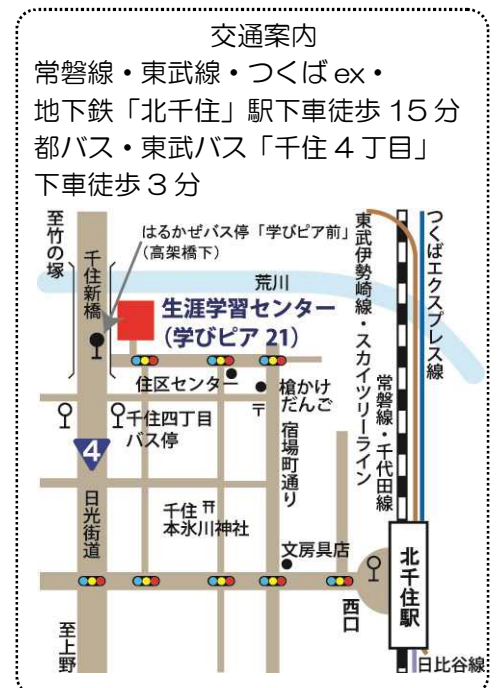 交通案内
常磐線・東武線・つくばex・
地下鉄「北千住」駅下車徒歩15分
都バス・東武バス「千住4丁目」
下車徒歩3分
至竹の塚
千住新橋
はるかぜバス停「学びピア前」
(高架橋下)
荒川
生涯学習センター
(学びピア21)
東武伊勢崎線・スカイツリーライン
つくばエクスプレス線
常磐線・千代田線
住区センター
槍かけ
だんご
〒
千住四丁目
バス停
宿場町通り
4
日光街道
千住
本氷川神社
文房具店
北千住駅
西口
至上野
日比谷線